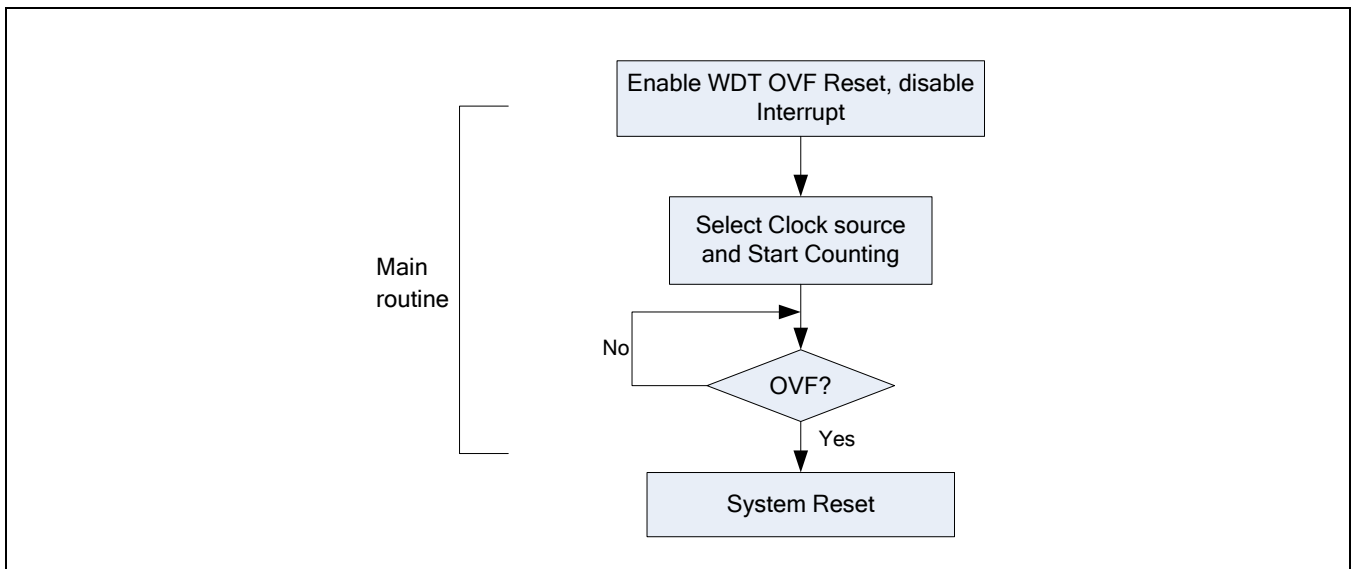 Enable WDT OVF Reset, disable
Interrupt
Select Clock source
and Start Counting
Main
routine
No
OVF?
Yes
System Reset